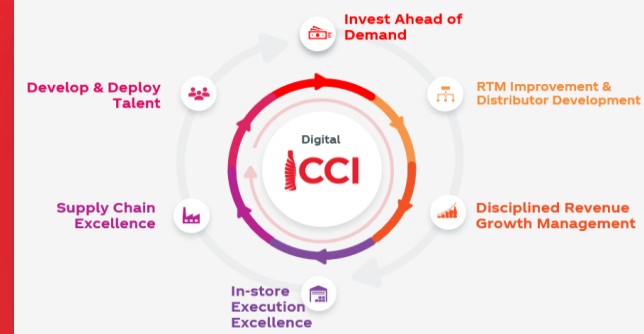 Invest Ahead of
Demand
RTM Improvement &
Distributor Development
Disciplined Revenue
Growth Management
In-store
Execution
Excellence
Supply Chain
Excellence
Develop & Deploy
Talent
Digital
CCI